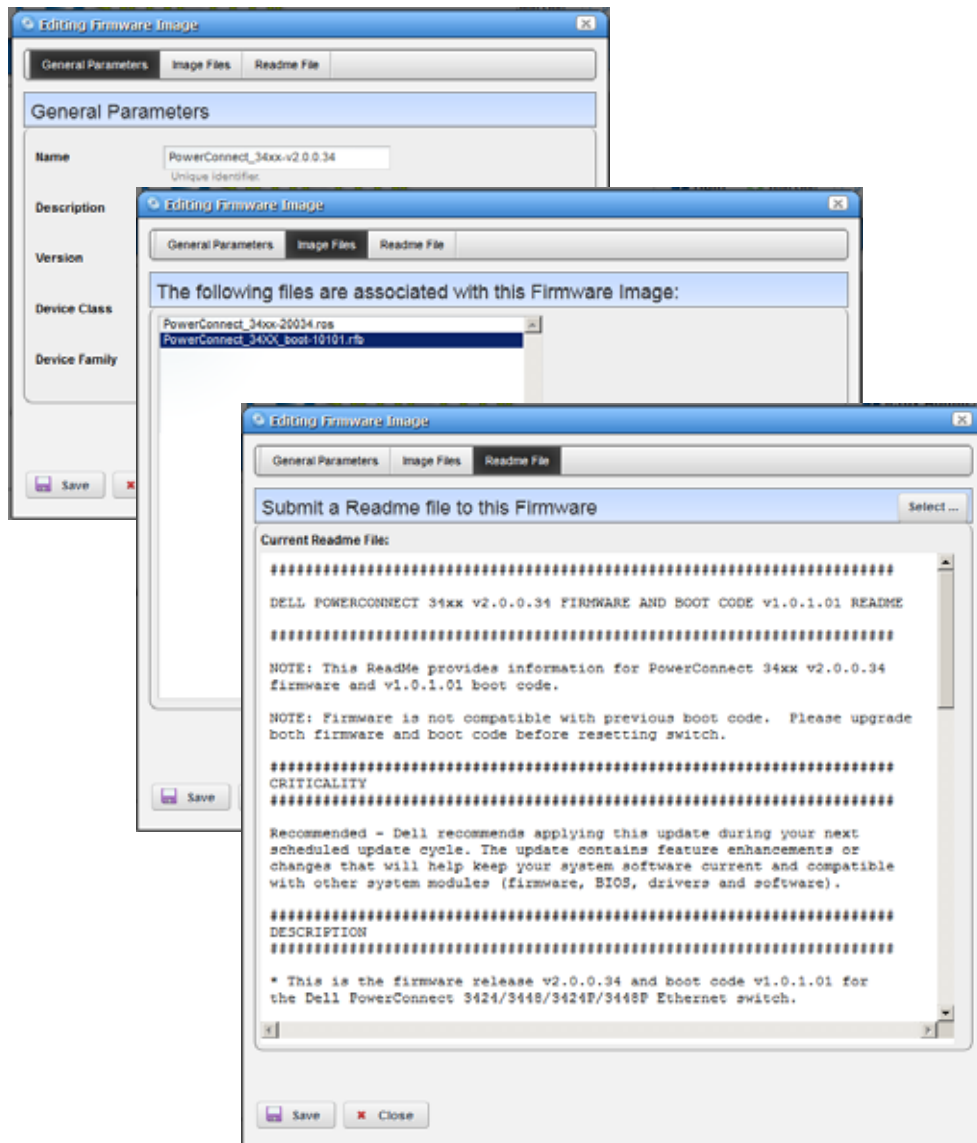 Editing Firmware Image
General Parameters Image Files Readme File
General Parameters
Name PowerConnect_34xx-v2.0.0.34
Unique identifier.
Description
Version
Device Class
Device Family
Save
Editing Firmware Image
General Parameters Image Files Readme File
The following files are associated with this Firmware Image:
PowerConnect_34xx-20034.ros
PowerConnect_34XX_boot-10101.rfb
Save
Editing Firmware Image
General Parameters Image Files Readme File
Submit a Readme file to this Firmware Select ...
Current Readme File:
#######################################################################
DELL POWERCONNECT 34xx v2.0.0.34 FIRMWARE AND BOOT CODE v1.0.1.01 README
#######################################################################
NOTE: This ReadMe provides information for PowerConnect 34xx v2.0.0.34
firmware and v1.0.1.01 boot code.
NOTE: Firmware is not compatible with previous boot code.  Please upgrade
both firmware and boot code before resetting switch.
#######################################################################
CRITICALITY
#######################################################################
Recommended - Dell recommends applying this update during your next
scheduled update cycle. The update contains feature enhancements or
changes that will help keep your system software current and compatible
with other system modules (firmware, BIOS, drivers and software).
#######################################################################
DESCRIPTION
#######################################################################
* This is the firmware release v2.0.0.34 and boot code v1.0.1.01 for
the Dell PowerConnect 3424/3448/3424P/3448P Ethernet switch.
Save Close